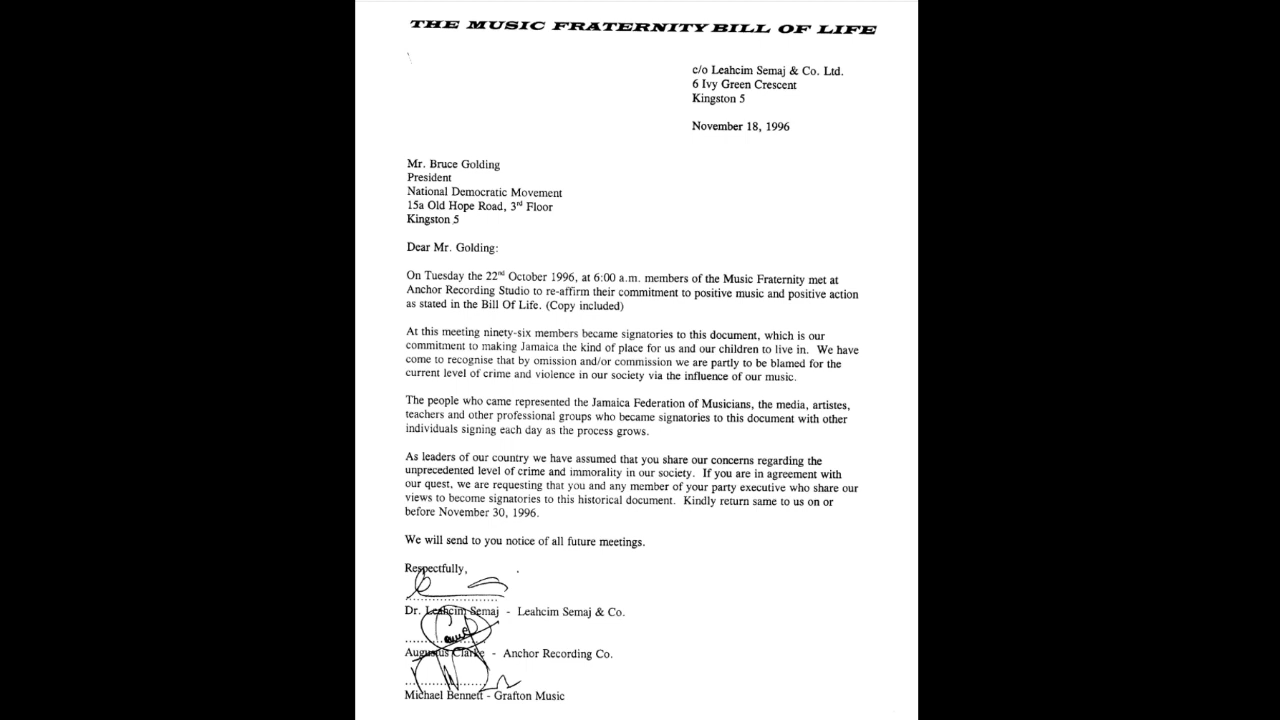 THE MUSIC FRATERNITY BILL OF LIFE
c/o Leahcim Semaj & Co. Ltd.
6 Ivy Green Crescent
Kingston 5
November 18, 1996
Mr. Bruce Golding
President
National Democratic Movement
15a Old Hope Road, 3rd Floor
Kingston 5
Dear Mr. Golding:
On Tuesday the 22nd October 1996, at 6:00 a.m. members of the Music Fraternity met at
Anchor Recording Studio to re-affirm their commitment to positive music and positive action
as stated in the Bill Of Life. (Copy included)
At this meeting ninety-six members became signatories to this document, which is our
commitment to making Jamaica the kind of place for us and our children to live in. We have
come to recognise that by omission and/or commission we are partly to be blamed for the
current level of crime and violence in our society via the influence of our music.
The people who came represented the Jamaica Federation of Musicians, the media, artistes,
teachers and other professional groups who became signatories to this document with other
individuals signing each day as the process grows.
As leaders of our country we have assumed that you share our concerns regarding the
unprecedented level of crime and immorality in our society. If you are in agreement with
our quest, we are requesting that you and any member of your party executive who share our
views to become signatories to this historical document. Kindly return same to us on or
before November 30, 1996.
We will send to you notice of all future meetings.
Respectfully,
Dr. Leahcim Semaj - Leahcim Semaj & Co.
Augustus Clarke - Anchor Recording Co.
Michael Bennett - Grafton Music